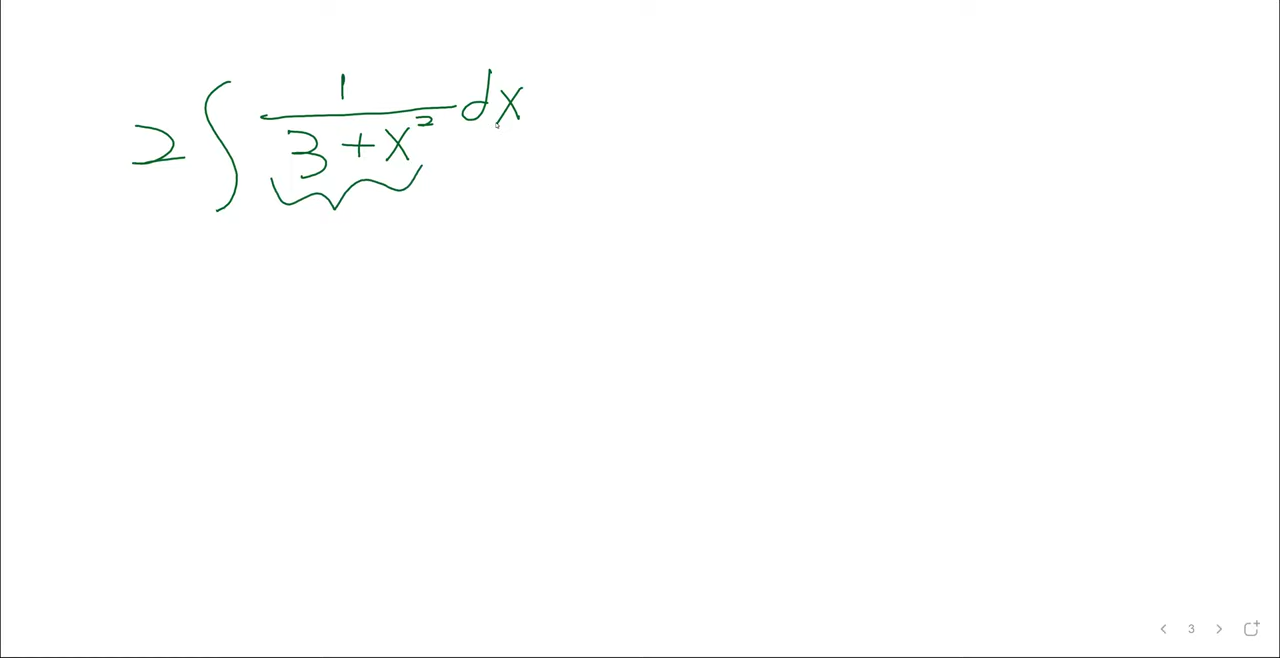 2 ∫ 1/(3 + x²) dx
< 3 >